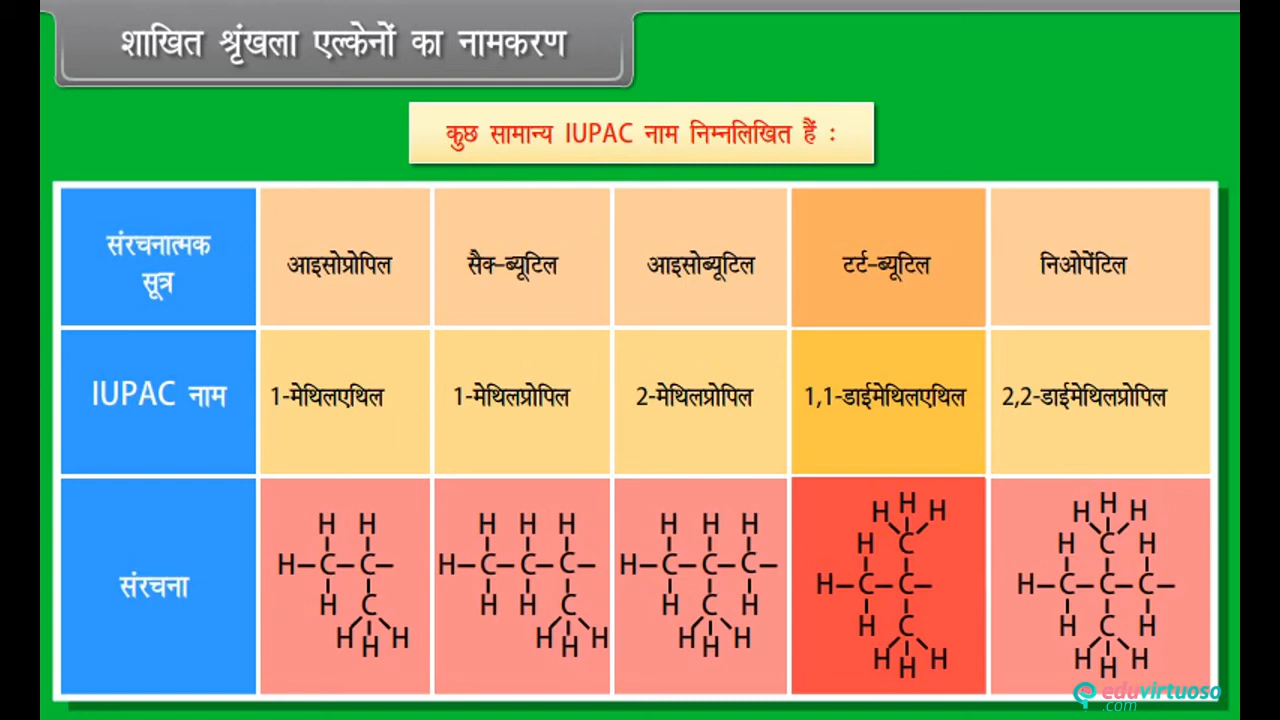 शाखित श्रृंखला एल्केनों का नामकरण
कुछ सामान्य IUPAC नाम निम्नलिखित हैं :
संरचनात्मक
सूत्र
आइसोप्रोपिल
सैक-ब्यूटिल
आइसोब्यूटिल
टर्ट-ब्यूटिल
निओपेंटिल
IUPAC नाम
1-मेथिलएथिल
1-मेथिलप्रोपिल
2-मेथिलप्रोपिल
1,1-डाईमेथिलएथिल
2,2-डाईमेथिलप्रोपिल
संरचना
H H
H-C-C-
H C
H H H
H H H
H-C-C-C-
H H C
H H H
H H H
H-C-C-C-
H C H
H H H
H H H
H C
H-C-C-
H C
H H H
H H H
H C H
H-C-C-C-
H C H
H H H
eduvirtuoso
.com